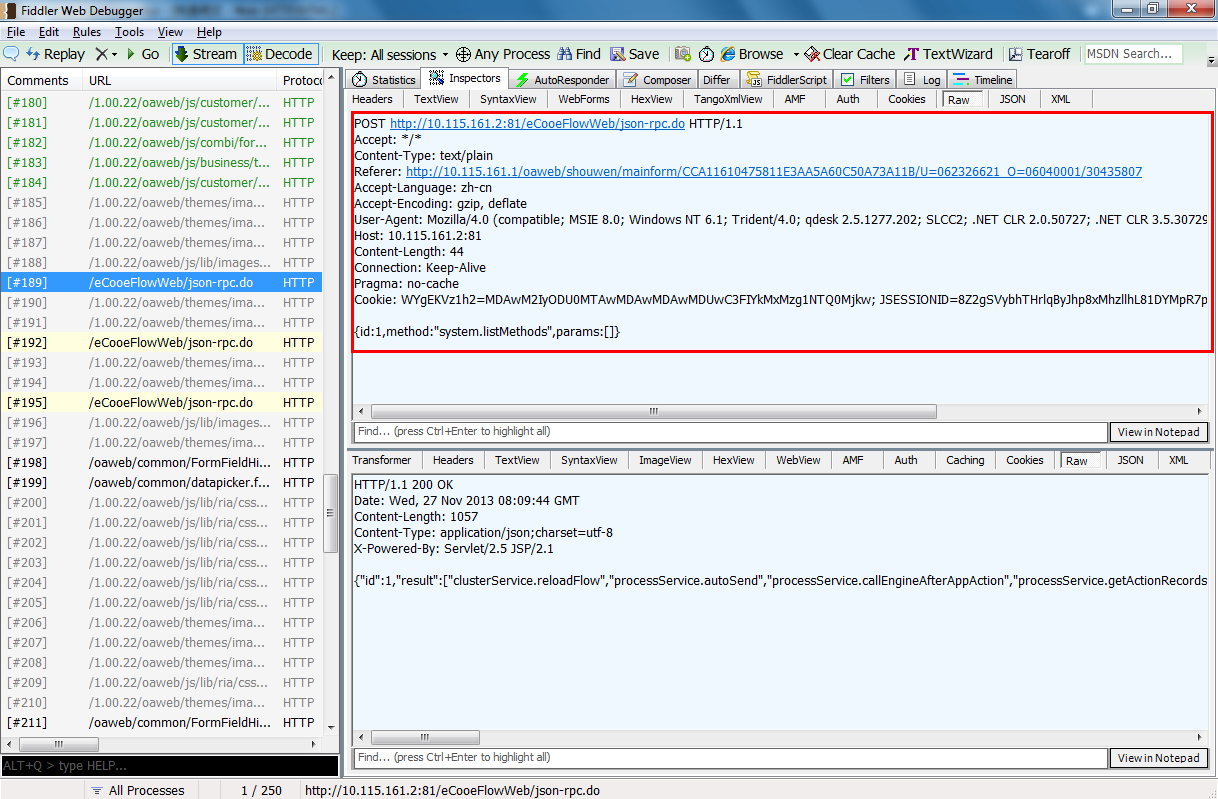 Fiddler Web Debugger
File Edit Rules Tools View Help
Replay Go Stream Decode Keep: All sessions Any Process Find Save Browse Clear Cache TextWizard Tearoff MSDN Search...
Comments URL Protoco
[#180] /1.00.22/oaweb/js/customer/... HTTP
[#181] /1.00.22/oaweb/js/customer/... HTTP
[#182] /1.00.22/oaweb/js/combi/for... HTTP
[#183] /1.00.22/oaweb/js/business/t... HTTP
[#184] /1.00.22/oaweb/js/customer/... HTTP
[#185] /1.00.22/oaweb/themes/ima... HTTP
[#186] /1.00.22/oaweb/themes/ima... HTTP
[#187] /1.00.22/oaweb/themes/ima... HTTP
[#188] /1.00.22/oaweb/js/lib/images... HTTP
[#189] /eCooeFlowWeb/json-rpc.do HTTP
[#190] /1.00.22/oaweb/themes/ima... HTTP
[#191] /1.00.22/oaweb/themes/ima... HTTP
[#192] /eCooeFlowWeb/json-rpc.do HTTP
[#193] /1.00.22/oaweb/themes/ima... HTTP
[#194] /1.00.22/oaweb/themes/ima... HTTP
[#195] /eCooeFlowWeb/json-rpc.do HTTP
[#196] /1.00.22/oaweb/js/lib/images... HTTP
[#197] /1.00.22/oaweb/themes/ima... HTTP
[#198] /oaweb/common/FormFieldHi... HTTP
[#199] /oaweb/common/datapicker.f... HTTP
[#200] /1.00.22/oaweb/js/lib/ria/css... HTTP
[#201] /1.00.22/oaweb/js/lib/ria/css... HTTP
[#202] /1.00.22/oaweb/js/lib/ria/css... HTTP
[#203] /1.00.22/oaweb/js/lib/ria/css... HTTP
[#204] /1.00.22/oaweb/js/lib/ria/css... HTTP
[#205] /1.00.22/oaweb/js/lib/ria/css... HTTP
[#206] /1.00.22/oaweb/themes/ima... HTTP
[#207] /1.00.22/oaweb/themes/ima... HTTP
[#208] /1.00.22/oaweb/themes/ima... HTTP
[#209] /1.00.22/oaweb/js/lib/ria/css... HTTP
[#210] /1.00.22/oaweb/themes/ima... HTTP
[#211] /oaweb/common/FormFieldHi... HTTP
ALT+Q > type HELP...
Statistics Inspectors AutoResponder Composer Differ FiddlerScript Filters Log Timeline
Headers TextView SyntaxView WebForms HexView TangoXmlView AMF Auth Cookies Raw JSON XML
POST http://10.115.161.2:81/eCooeFlowWeb/json-rpc.do HTTP/1.1
Accept: */*
Content-Type: text/plain
Referer: http://10.115.161.1/oaweb/shouwen/mainform/CCA11610475811E3AA5A60C50A73A11B/U=062326621_O=06040001/30435807
Accept-Language: zh-cn
Accept-Encoding: gzip, deflate
User-Agent: Mozilla/4.0 (compatible; MSIE 8.0; Windows NT 6.1; Trident/4.0; qdesk 2.5.1277.202; SLCC2; .NET CLR 2.0.50727; .NET CLR 3.5.30729
Host: 10.115.161.2:81
Content-Length: 44
Connection: Keep-Alive
Pragma: no-cache
Cookie: WYgEKVz1h2=MDAwM2IyODU0MTAwMDAwMDAwMDUwC3FIYkMxMzg1NTQ0Mjkw; JSESSIONID=8Z2gSVybhTHrlqByJhp8xMhzllhL81DYMpR7p
{id:1,method:"system.listMethods",params:[]}
Find... (press Ctrl+Enter to highlight all) View in Notepad
Transformer Headers TextView SyntaxView ImageView HexView WebView AMF Auth Caching Cookies Raw JSON XML
HTTP/1.1 200 OK
Date: Wed, 27 Nov 2013 08:09:44 GMT
Content-Length: 1057
Content-Type: application/json;charset=utf-8
X-Powered-By: Servlet/2.5 JSP/2.1
{"id":1,"result":["clusterService.reloadFlow","processService.autoSend","processService.callEngineAfterAppAction","processService.getActionRecords
Find... (press Ctrl+Enter to highlight all) View in Notepad
All Processes 1 / 250 http://10.115.161.2:81/eCooeFlowWeb/json-rpc.do